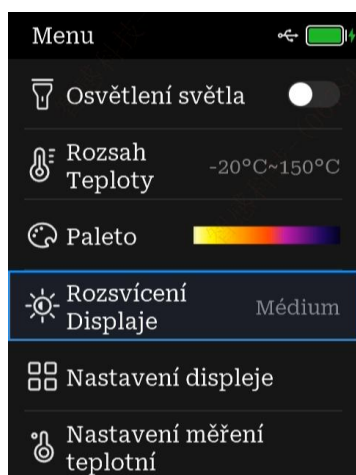 Menu
Osvětlení světla
Rozsah
Teploty
-20°C~150°C
Paleto
Rozsvícení
Displaje
Médium
Nastavení displeje
Nastavení měření
teplotní